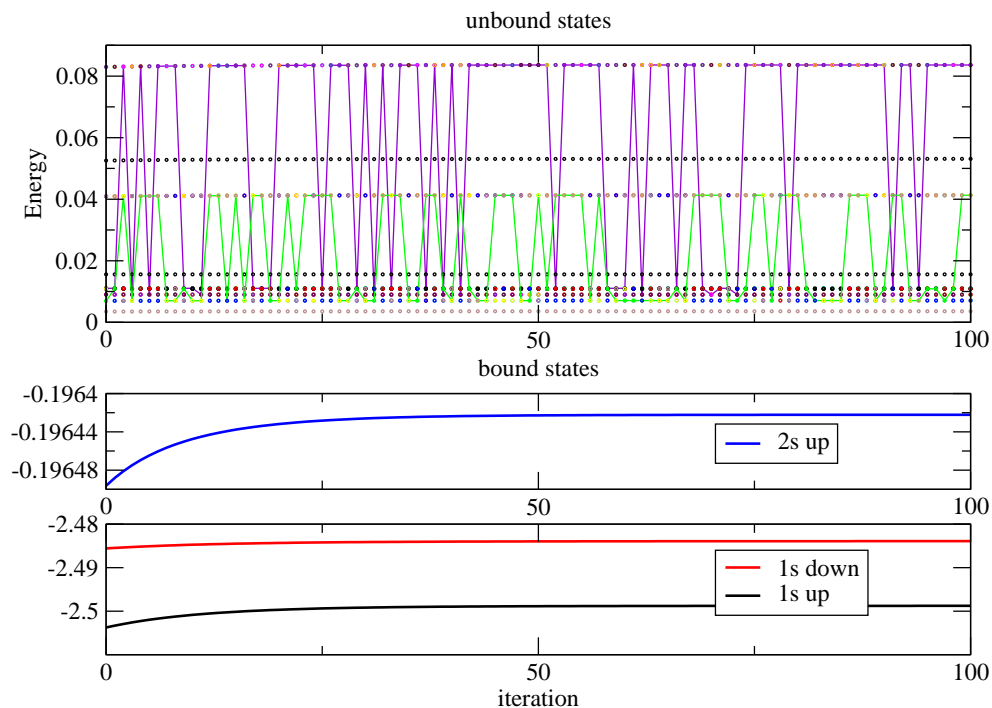 unbound states
Energy
0.08
0.06
0.04
0.02
0
0
50
100
bound states
-0.1964
-0.19644
-0.19648
2s up
0
50
100
-2.48
-2.49
-2.5
1s down
1s up
0
50
100
iteration